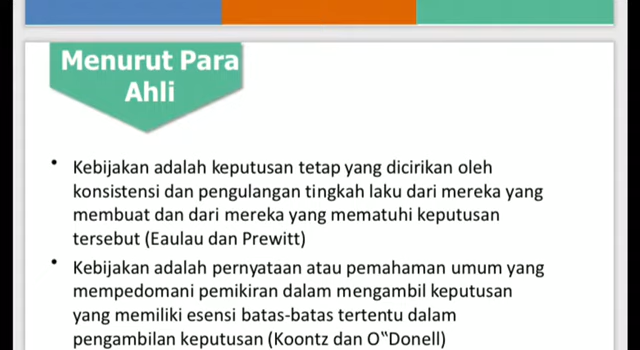 Menurut Para
Ahli
• Kebijakan adalah keputusan tetap yang dicirikan oleh
konsistensi dan pengulangan tingkah laku dari mereka yang
membuat dan dari mereka yang mematuhi keputusan
tersebut (Eaulau dan Prewitt)
• Kebijakan adalah pernyataan atau pemahaman umum yang
mempedomani pemikiran dalam mengambil keputusan
yang memiliki esensi batas-batas tertentu dalam
pengambilan keputusan (Koontz dan O‟Donell)